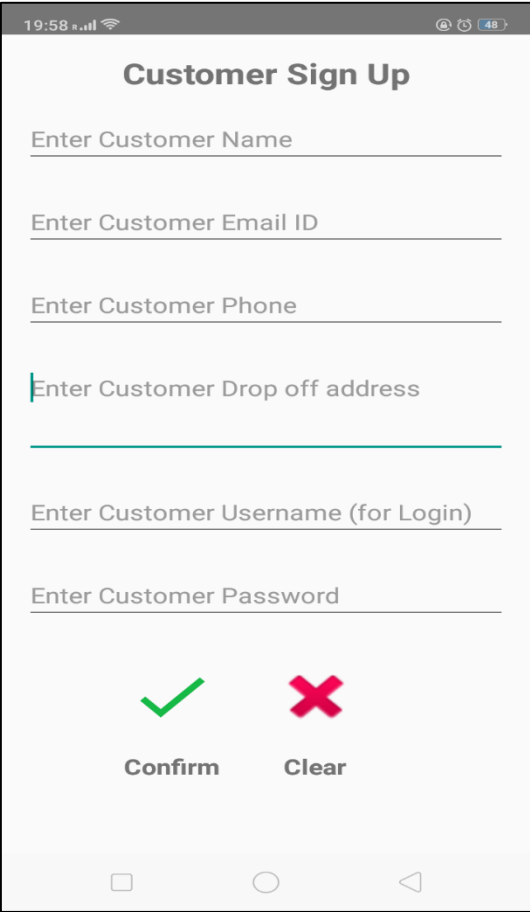 19:58
48
Customer Sign Up
Enter Customer Name
Enter Customer Email ID
Enter Customer Phone
Enter Customer Drop off address
Enter Customer Username (for Login)
Enter Customer Password
Confirm Clear